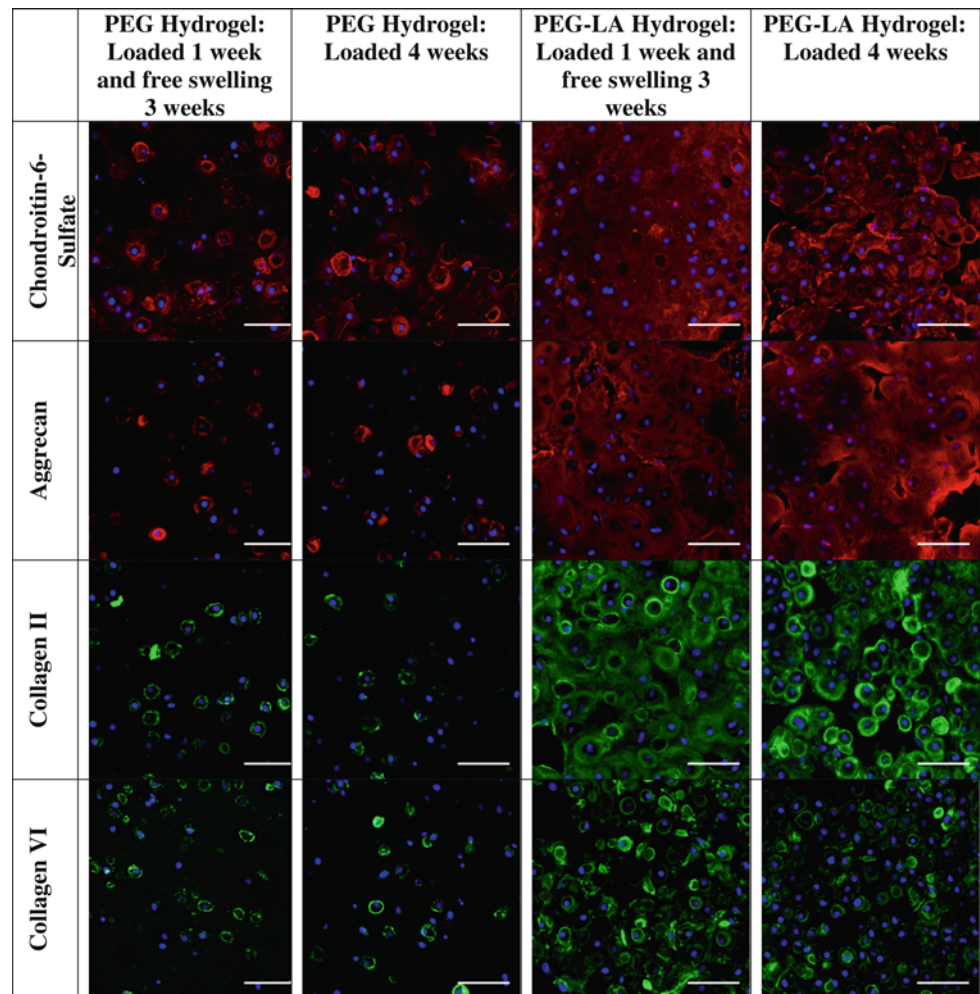 PEG Hydrogel:
Loaded 1 week
and free swelling
3 weeks
PEG Hydrogel:
Loaded 4 weeks
PEG-LA Hydrogel:
Loaded 1 week and
free swelling 3
weeks
PEG-LA Hydrogel:
Loaded 4 weeks
Chondroitin-6-
Sulfate
Aggrecan
Collagen II
Collagen VI